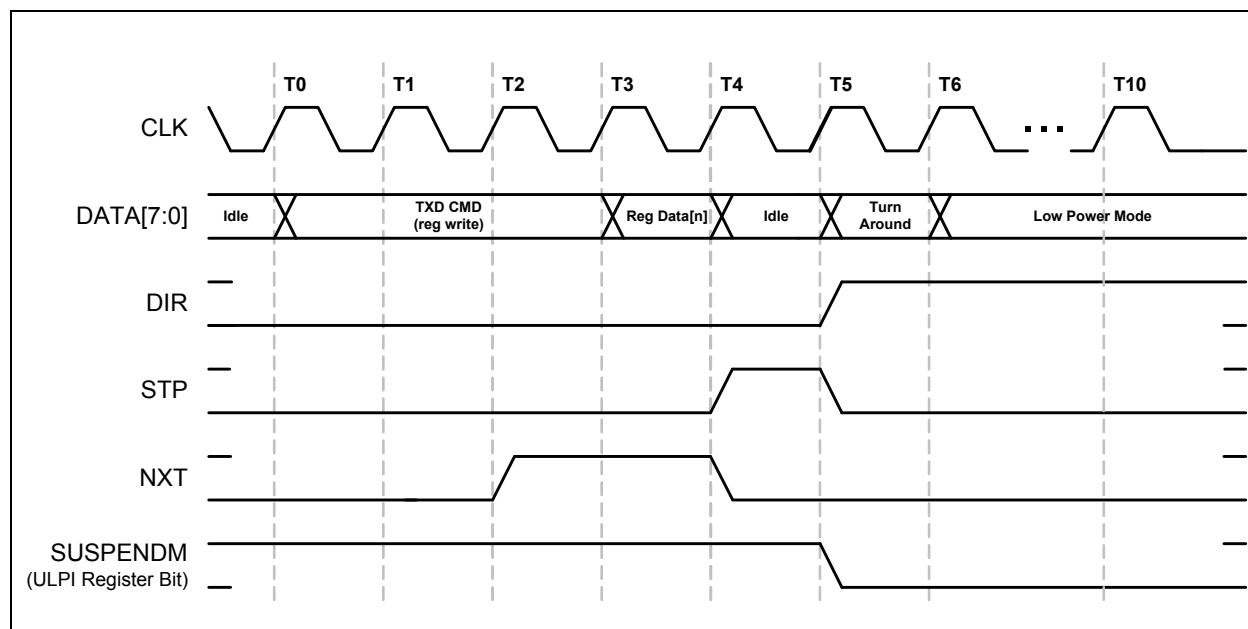 T0 T1 T2 T3 T4 T5 T6 T10
CLK
DATA[7:0]
Idle
TXD CMD
(reg write)
Reg Data[n]
Idle
Turn
Around
Low Power Mode
DIR
STP
NXT
SUSPENDM
(ULPI Register Bit)